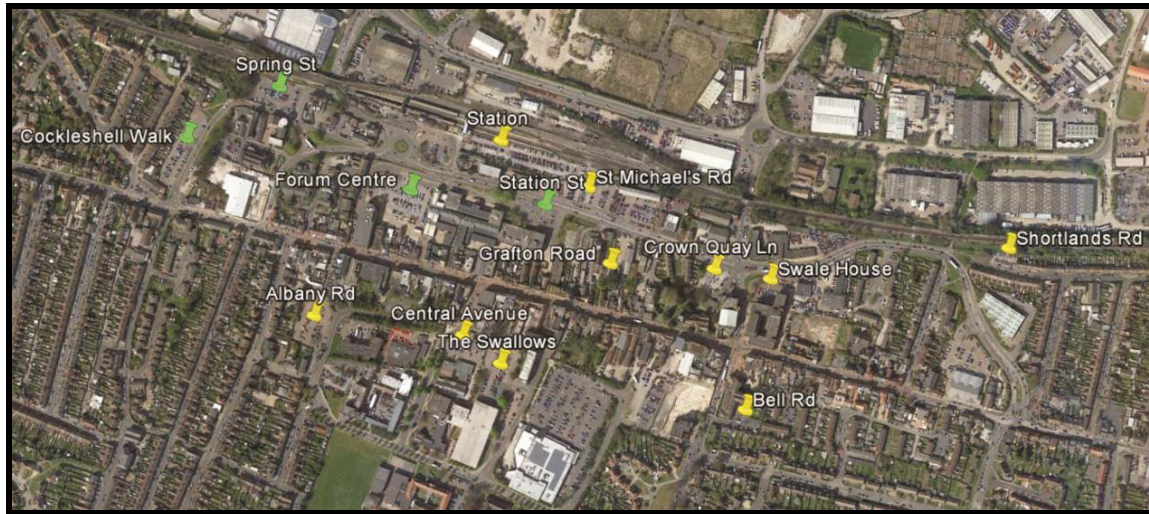 Spring St
Station
Cockleshell Walk
Forum Centre
Station St
St Michael's Rd
Grafton Road"
Crown Quay Ln
Shortlands Rd
Swale House
Albany Rd
Central Avenue"
The Swallows
Bell Rd